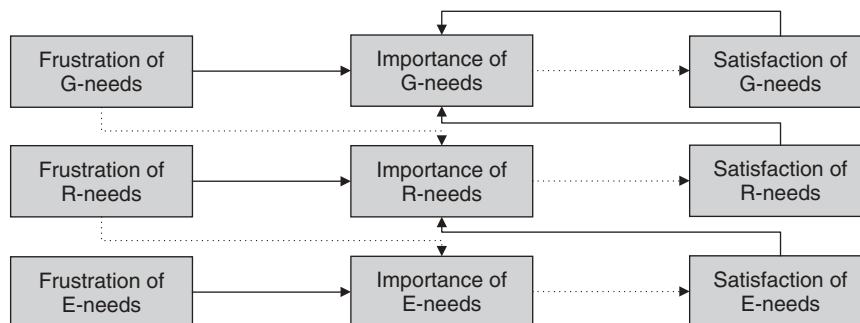 Frustration of
G-needs
Importance of
G-needs
Satisfaction of
G-needs
Frustration of
R-needs
Importance of
R-needs
Satisfaction of
R-needs
Frustration of
E-needs
Importance of
E-needs
Satisfaction of
E-needs